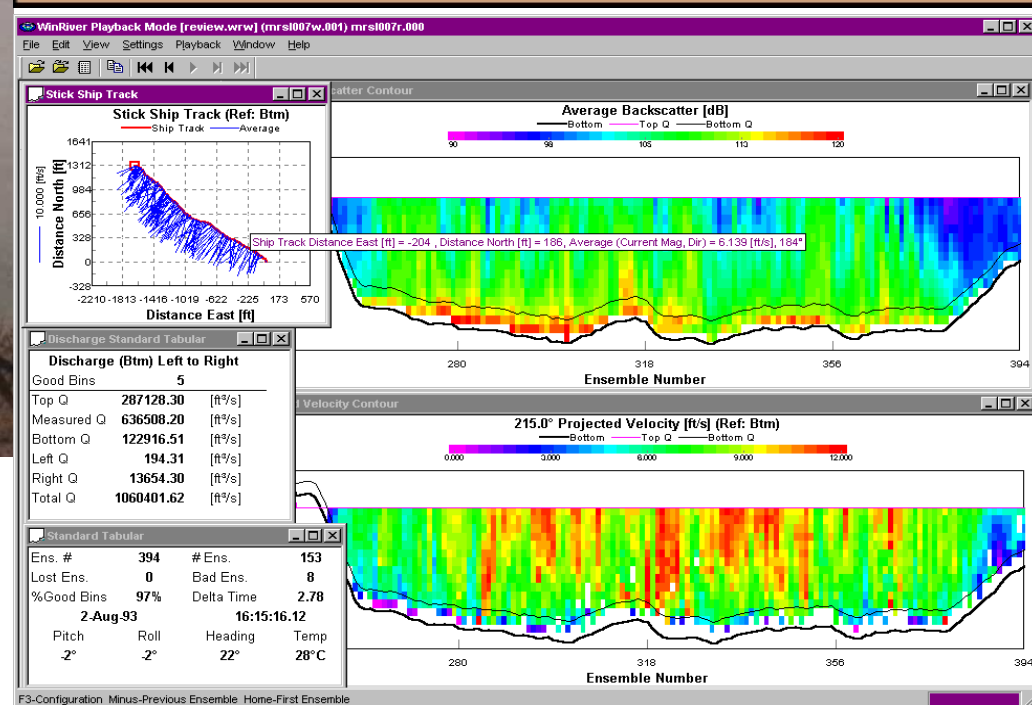 WinRiver Playback Mode [review.wrw] (mrsl007w.001) mrsl007r.000
File Edit View Settings Playback Window Help
Stick Ship Track
Stick Ship Track (Ref: Btm)
Ship Track Average
10.000 [ft/s]
Distance North [ft]
1641
1312
984
656
328
0
-328
-2210 -1813 -1416 -1019 -622 -225 173 570
Distance East [ft]
Ship Track Distance East [ft] = -204 , Distance North [ft] = 186, Average (Current Mag, Dir) = 6.139 [ft/s], 184°
catter Contour
Average Backscatter [dB]
Bottom Top Q Bottom Q
90 98 105 113 120
280 318 356 394
Ensemble Number
Discharge Standard Tabular
Discharge (Btm) Left to Right
Good Bins 5
Top Q 287128.30 [ft³/s]
Measured Q 636508.20 [ft³/s]
Bottom Q 122916.51 [ft³/s]
Left Q 194.31 [ft³/s]
Right Q 13654.30 [ft³/s]
Total Q 1060401.62 [ft³/s]
d Velocity Contour
215.0° Projected Velocity [ft/s] (Ref: Btm)
Bottom Top Q Bottom Q
0.000 3.000 6.000 9.000 12.000
280 318 356 394
Ensemble Number
Standard Tabular
Ens. # 394 # Ens. 153
Lost Ens. 0 Bad Ens. 8
%Good Bins 97% Delta Time 2.78
2-Aug-93 16:15:16.12
Pitch Roll Heading Temp
-2° -2° 22° 28°C
F3-Configuration Minus-Previous Ensemble Home-First Ensemble